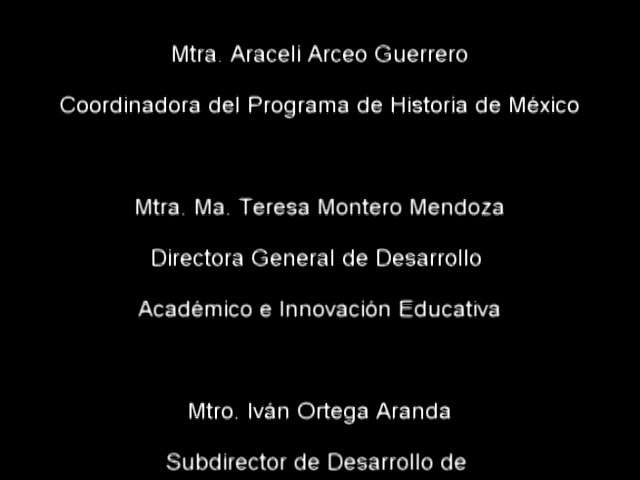 Mtra. Araceli Arceo Guerrero
Coordinadora del Programa de Historia de México
Mtra. Ma. Teresa Montero Mendoza
Directora General de Desarrollo
Académico e Innovación Educativa
Mtro. Iván Ortega Aranda
Subdirector de Desarrollo de